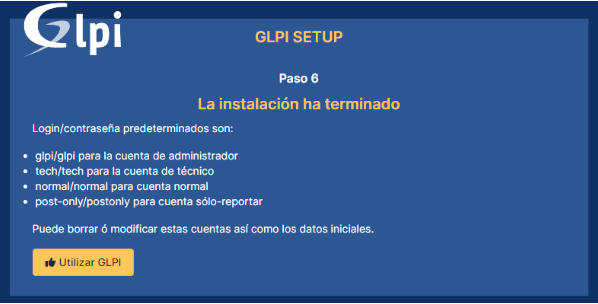 Glpi
GLPI SETUP
Paso 6
La instalación ha terminado
Login/contraseña predeterminados son:
glpi/glpi para la cuenta de administrador
tech/tech para la cuenta de técnico
normal/normal para cuenta normal
post-only/postonly para cuenta sólo-reportar
Puede borrar ó modificar estas cuentas así como los datos iniciales.
Utilizar GLPI